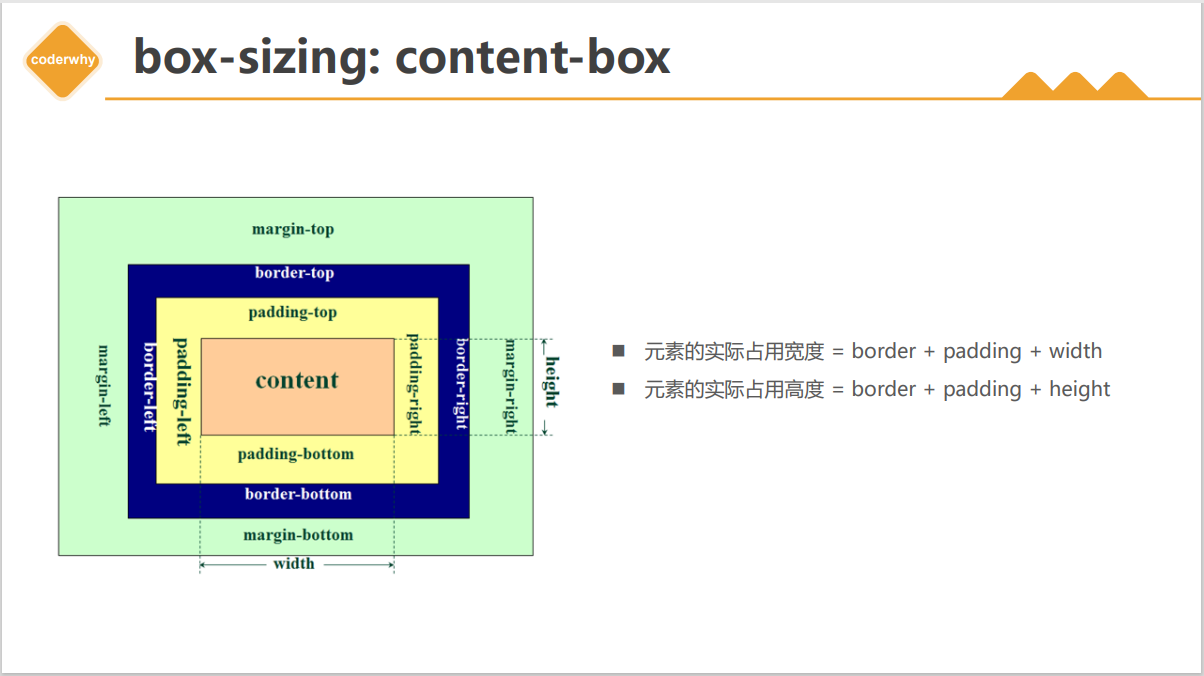 coderwhy
box-sizing: content-box
margin-top
border-top
padding-top
margin-left
border-left
padding-left
content
padding-right
border-right
margin-right
height
padding-bottom
border-bottom
margin-bottom
width
元素的实际占用宽度 = border + padding + width
元素的实际占用高度 = border + padding + height